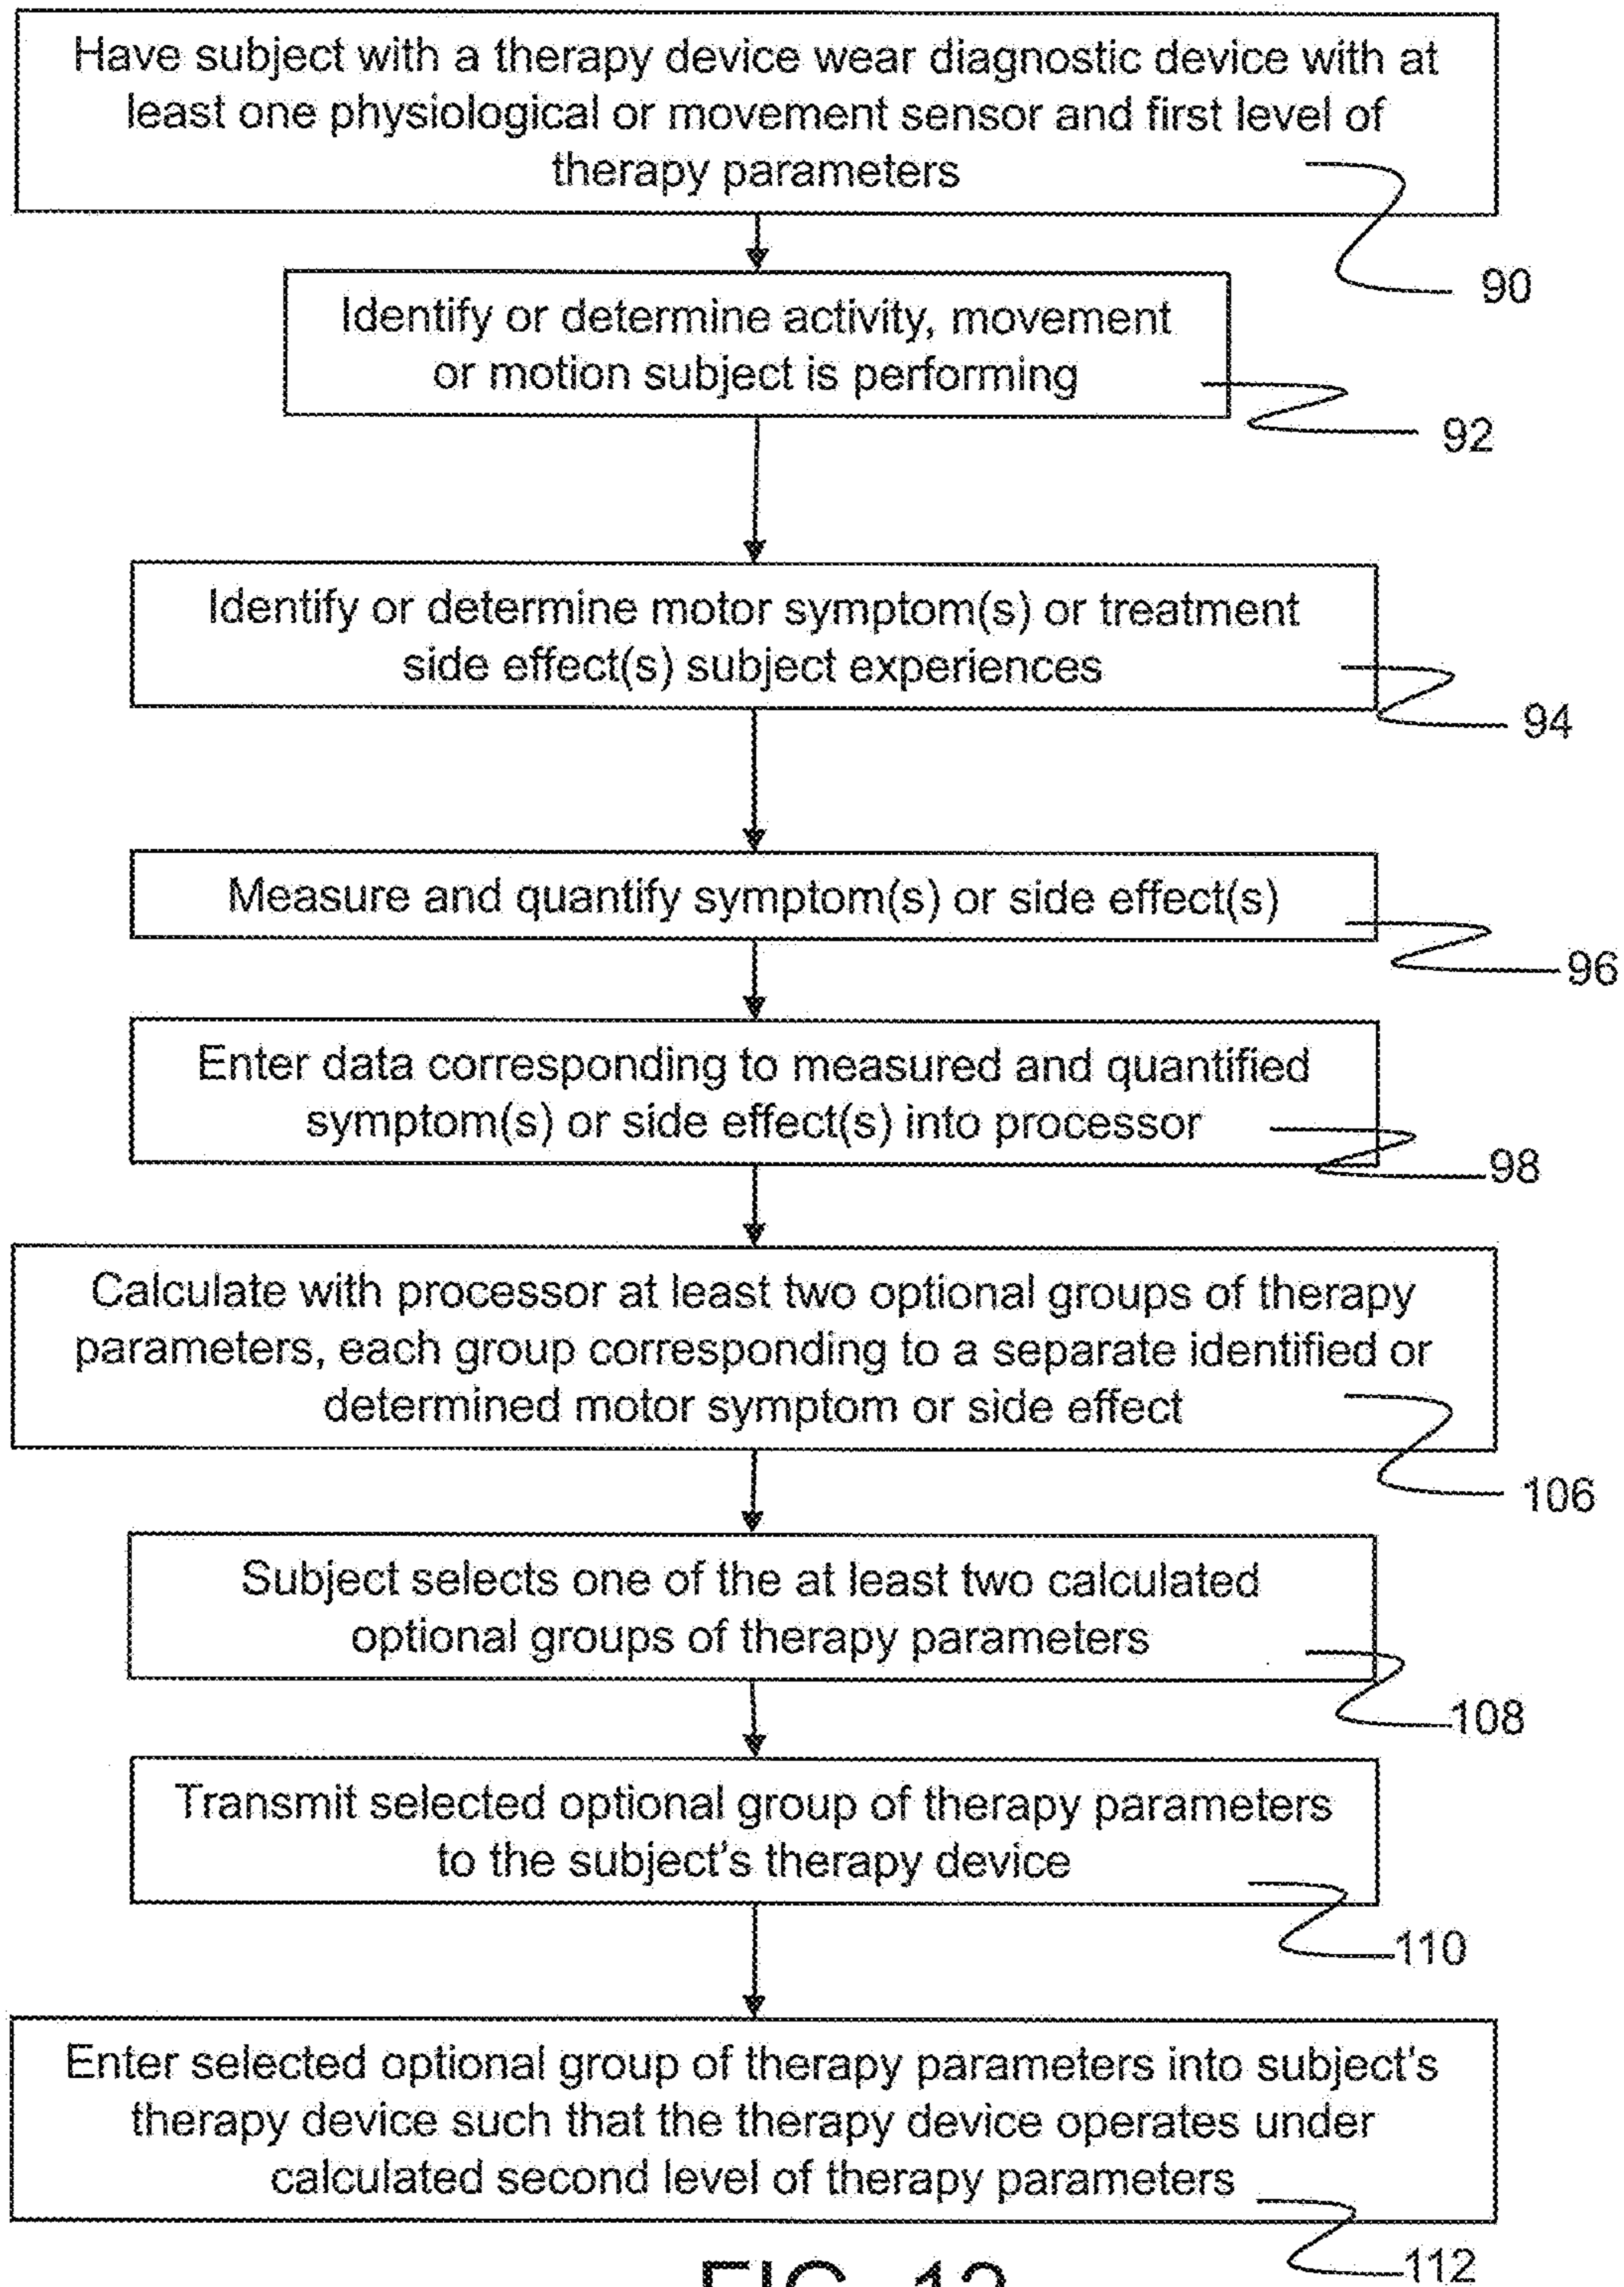 Have subject with a therapy device wear diagnostic device with at
least one physiological or movement sensor and first level of
therapy parameters
90
Identify or determine activity, movement
or motion subject is performing
92
Identify or determine motor symptom(s) or treatment
side effect(s) subject experiences
94
Measure and quantify symptom(s) or side effect(s)
96
Enter data corresponding to measured and quantified
symptom(s) or side effect(s) into processor
98
Calculate with processor at least two optional groups of therapy
parameters, each group corresponding to a separate identified or
determined motor symptom or side effect
106
Subject selects one of the at least two calculated
optional groups of therapy parameters
108
Transmit selected optional group of therapy parameters
to the subject's therapy device
110
Enter selected optional group of therapy parameters into subject's
therapy device such that the therapy device operates under
calculated second level of therapy parameters
112
FIG.